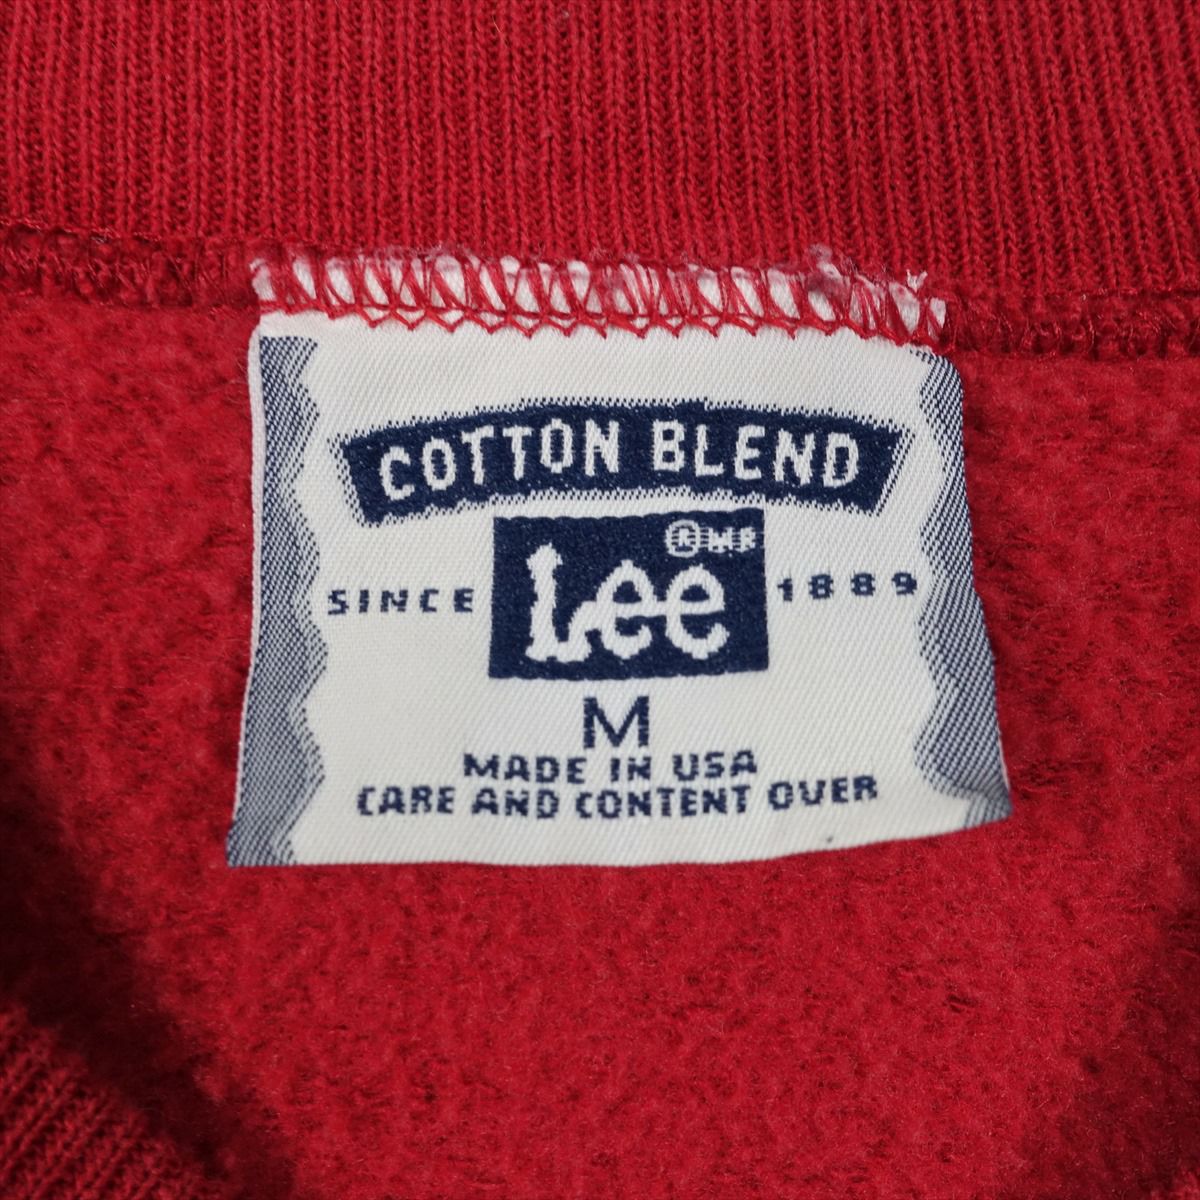 COTTON BLEND
® MR
SINCE Lee 1889
M
MADE IN USA
CARE AND CONTENT OVER